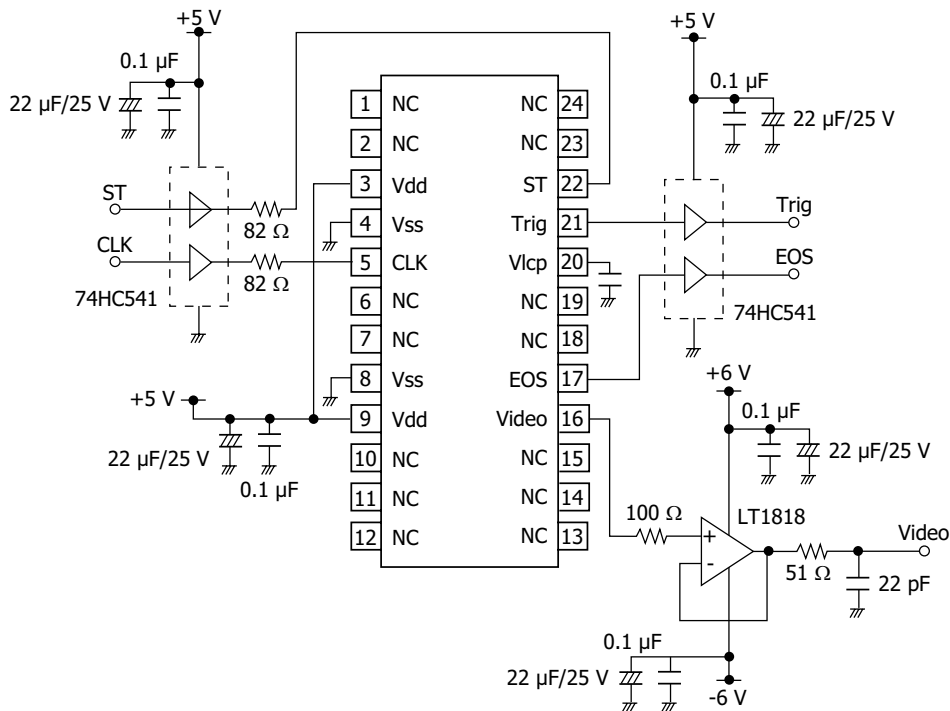 +5 V
0.1 µF
22 µF/25 V
ST
CLK
82 Ω
82 Ω
74HC541
+5 V
22 µF/25 V
0.1 µF
1 NC
2 NC
3 Vdd
4 Vss
5 CLK
6 NC
7 NC
8 Vss
9 Vdd
10 NC
11 NC
12 NC
NC 24
NC 23
ST 22
Trig 21
Vlcp 20
NC 19
NC 18
EOS 17
Video 16
NC 15
NC 14
NC 13
+5 V
0.1 µF
22 µF/25 V
Trig
EOS
74HC541
+6 V
0.1 µF
22 µF/25 V
100 Ω
LT1818
+
-
51 Ω
Video
22 pF
0.1 µF
22 µF/25 V
-6 V